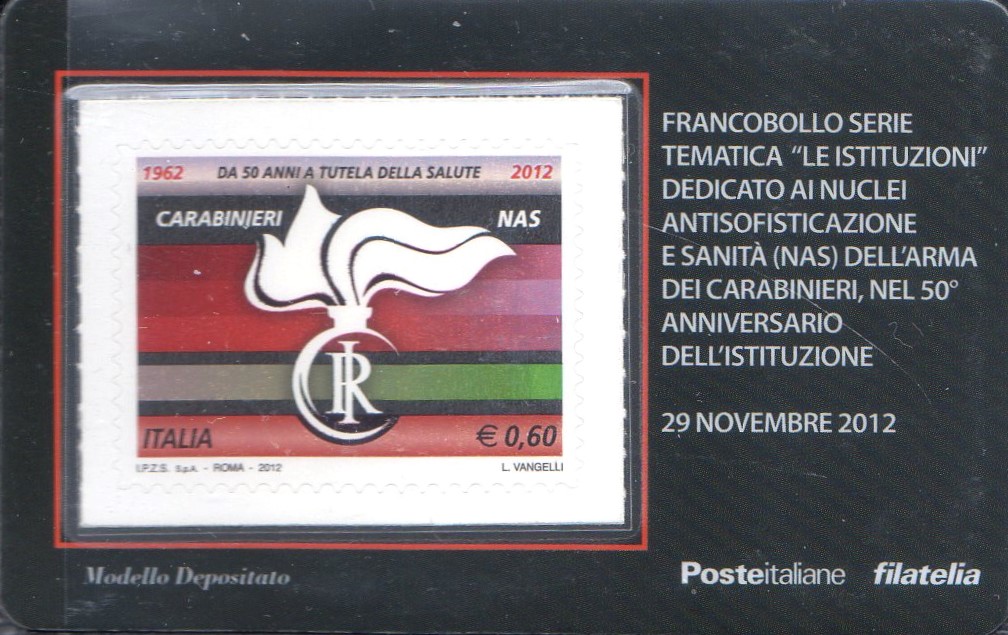 1962 DA 50 ANNI A TUTELA DELLA SALUTE 2012
CARABINIERI NAS
RI
ITALIA € 0,60
I.P.Z.S. S.p.A. - ROMA - 2012 L. VANGELLI
FRANCOBOLLO SERIE
TEMATICA “LE ISTITUZIONI”
DEDICATO AI NUCLEI
ANTISOFISTICAZIONE
E SANITÀ (NAS) DELL’ARMA
DEI CARABINIERI, NEL 50°
ANNIVERSARIO
DELL’ISTITUZIONE
29 NOVEMBRE 2012
Modello Depositato
Posteitaliane filatelia